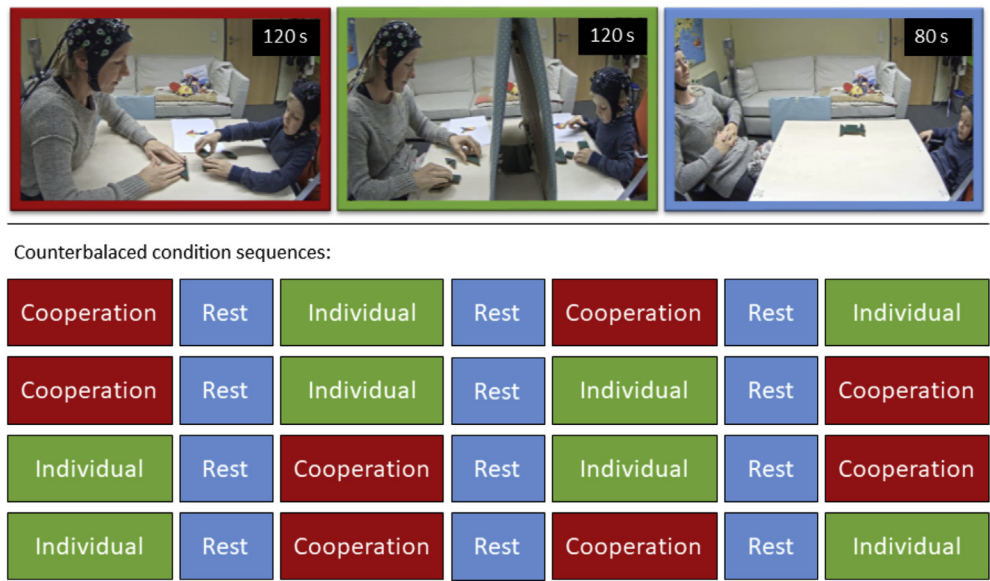 120 s 120 s 80 s
Counterbalaced condition sequences:
Cooperation Rest Individual Rest Cooperation Rest Individual
Cooperation Rest Individual Rest Individual Rest Cooperation
Individual Rest Cooperation Rest Individual Rest Cooperation
Individual Rest Cooperation Rest Cooperation Rest Individual